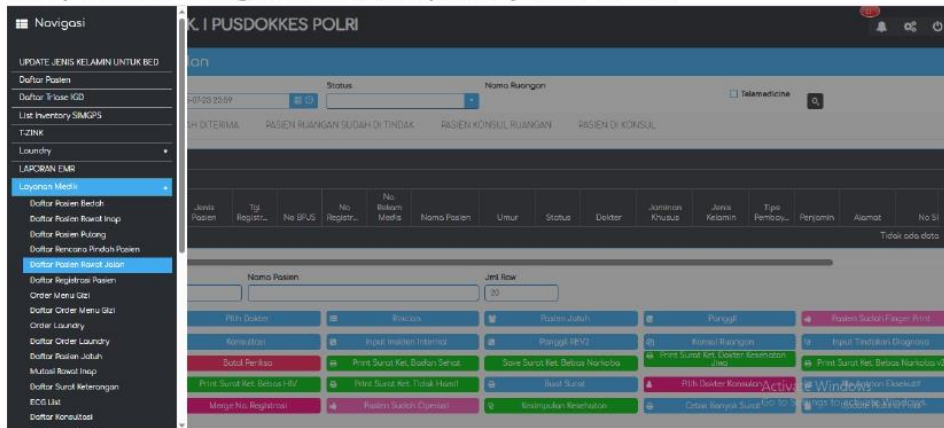 Navigasi
K. I PUSDOKKES POLRI
UPDATE JENIS KELAMIN UNTUK BED
Daftar Pasien
Daftar Triase IGD
List Inventory SIMGPS
T-ZINK
Laundry
LAPORAN EMR
Layanan Medik
Daftar Pasien Bedah
Daftar Pasien Rawat Inap
Daftar Pasien Pulang
Daftar Rencana Pindah Pasien
Daftar Pasien Rawat Jalan
Daftar Registrasi Pasien
Order Menu Gizi
Daftar Order Menu Gizi
Order Laundry
Daftar Order Laundry
Daftar Pasien Jatuh
Mutasi Rawat Inap
Daftar Surat Keterangan
ECG List
Daftar Konsultasi
ian
Status
Nama Ruangan
5-07-23 23:59
Telemedicine
AH DITERIMA
PASIEN RUANGAN SUDAH DI TINDAK
PASIEN KONSUL RUANGAN
PASIEN DI KONSUL
Jenis Pasien
Tgl Registr...
No BPJS
No Registr...
No. Rekam Medis
Nama Pasien
Umur
Status
Dokter
Jaminan Khusus
Jenis Kelamin
Tipe Pembay...
Penjamin
Alamat
No S
Tidak ada data
Nama Pasien
Jml Row
20
Pilih Dokter
Rincian
Pasien Jatuh
Panggil
Pasien Sudah Finger Print
Konsultasi
Input Insiden Internal
Panggil REV2
Konsul Ruangan
Input Tindakan Diagnosa
Batal Periksa
Print Surat Ket. Badan Sehat
Save Surat Ket. Bebas Narkoba
Print Surat Ket. Dokter Kesehatan Jiwa
Print Surat Ket. Bebas Narkoba v2
Print Surat Ket. Bebas HIV
Print Surat Ket. Tidak Hamil
Buat Surat
Pilih Dokter Konsulan
Merge No. Registrasi
Pasien Sudah Operasi
Kesimpulan Kesehatan
Cetak Banyak Surat
Activate Windows
Go to Settings to activate Windows.